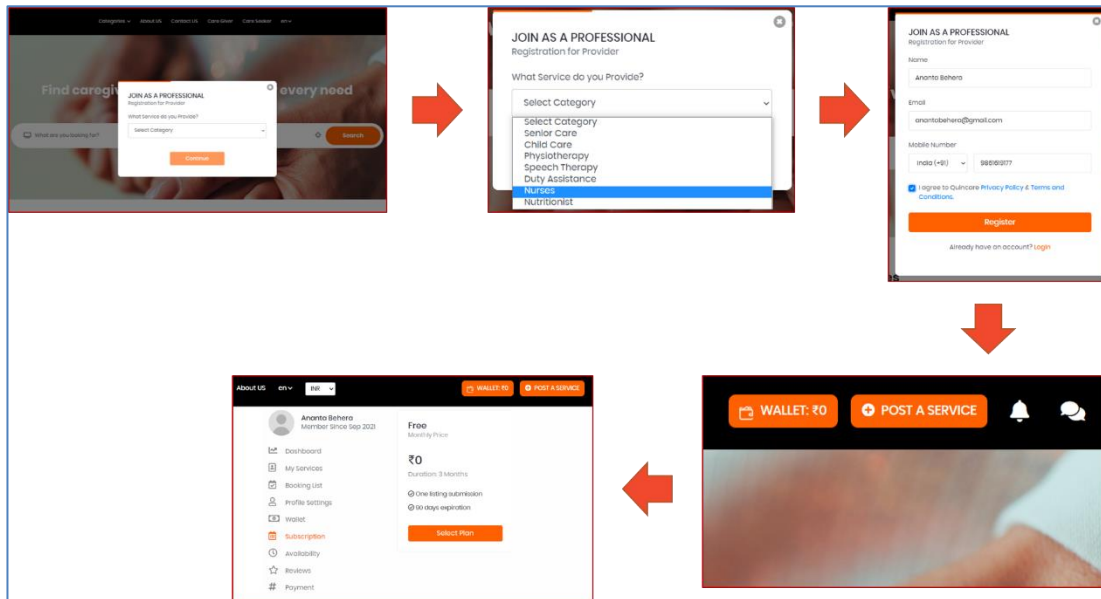 Categories About US Contact US Care Giver Care Seeker en
Find caregiv every need
JOIN AS A PROFESSIONAL
Registration for Provider
What Service do you Provide?
Select Category
What are you looking for?
Search
Continue
JOIN AS A PROFESSIONAL
Registration for Provider
What Service do you Provide?
Select Category
Select Category
Senior Care
Child Care
Physiotherapy
Speech Therapy
Duty Assistance
Nurses
Nutritionist
JOIN AS A PROFESSIONAL
Registration for Provider
Name
Ananta Behera
Email
anantabehera@gmail.com
Mobile Number
India (+91)
I agree to Quincare Privacy Policy & Terms and
Conditions.
Register
Already have an account? Login
WALLET: ₹0 POST A SERVICE
About US en INR WALLET: ₹0 POST A SERVICE
Ananta Behera
Member Since Sep 2021
Dashboard
My Services
Booking List
Profile Settings
Wallet
Subscription
Availability
Reviews
Payment
Free
Monthly Price
₹0
Duration: 3 Months
One listing submission
90 days expiration
Select Plan